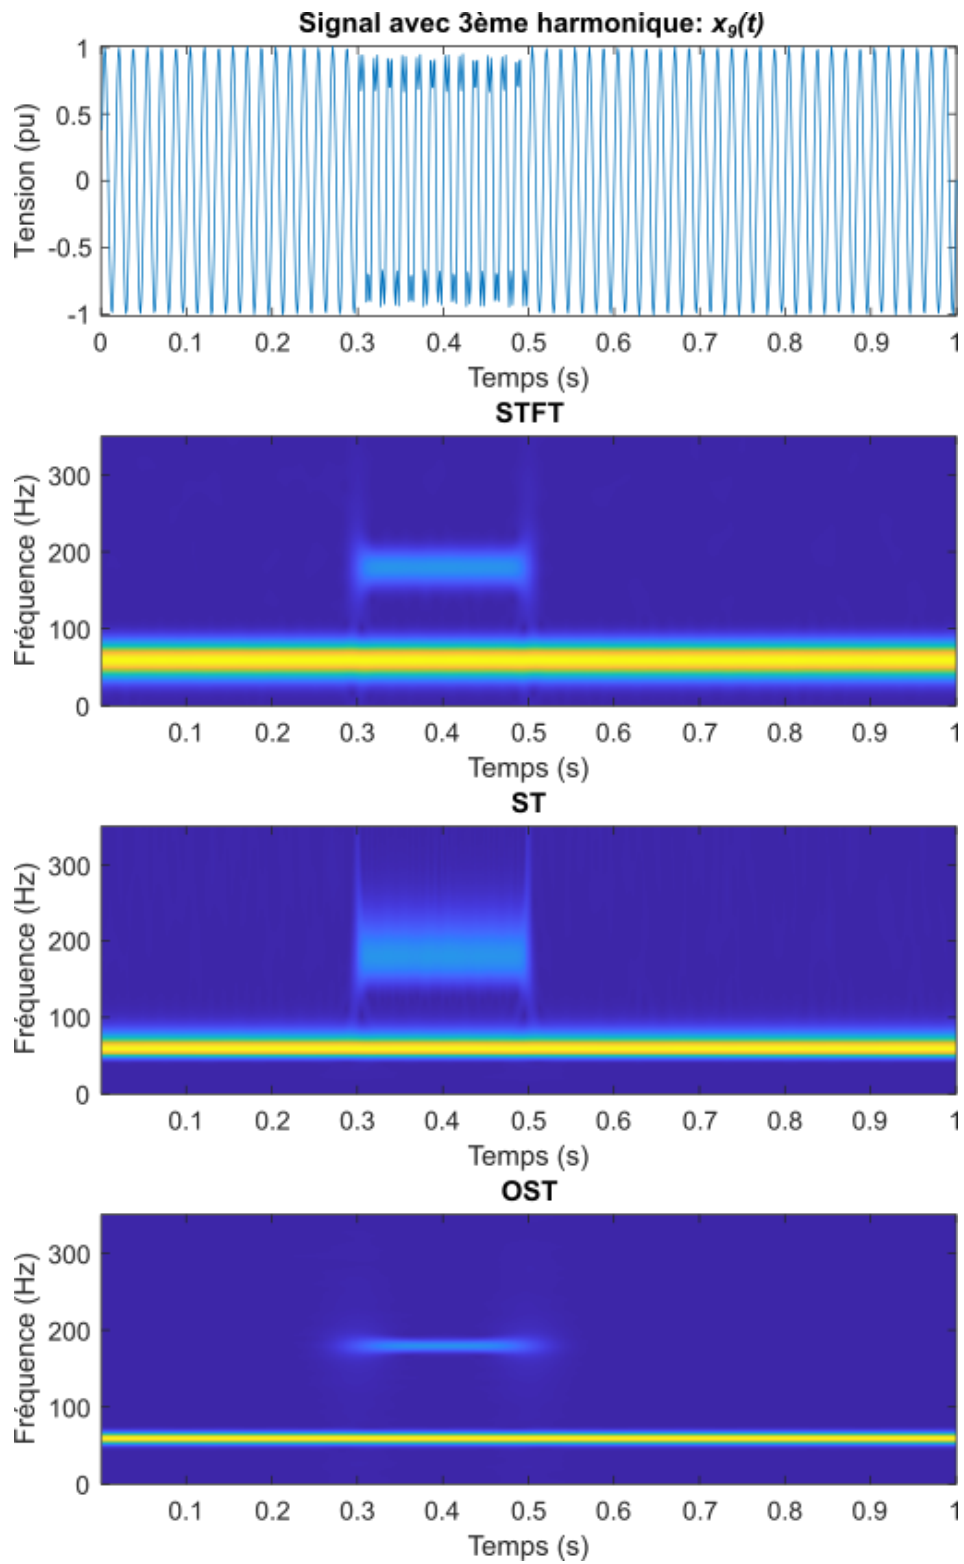 Signal avec 3ème harmonique: x₉(t)
1
0.5
0
-0.5
-1
Tension (pu)
0 0.1 0.2 0.3 0.4 0.5 0.6 0.7 0.8 0.9 1
Temps (s)
STFT
300
200
100
0
Fréquence (Hz)
0.1 0.2 0.3 0.4 0.5 0.6 0.7 0.8 0.9 1
Temps (s)
ST
300
200
100
0
Fréquence (Hz)
0.1 0.2 0.3 0.4 0.5 0.6 0.7 0.8 0.9 1
Temps (s)
OST
300
200
100
0
Fréquence (Hz)
0.1 0.2 0.3 0.4 0.5 0.6 0.7 0.8 0.9 1
Temps (s)